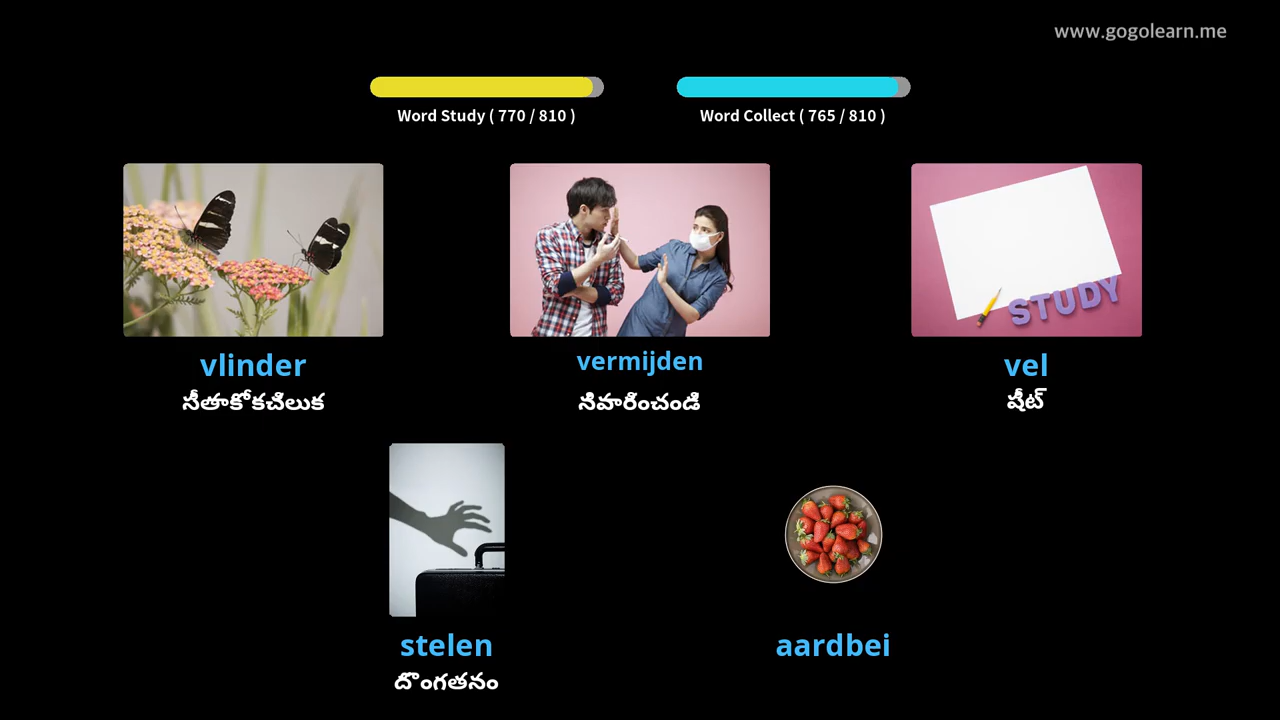 www.gogolearn.me
Word Study ( 770 / 810 )
Word Collect ( 765 / 810 )
STUDY
vlinder
vermijden
vel
సీతాకోకచిలుక
నివారించండి
షీట్
stelen
aardbei
దొంగతనం